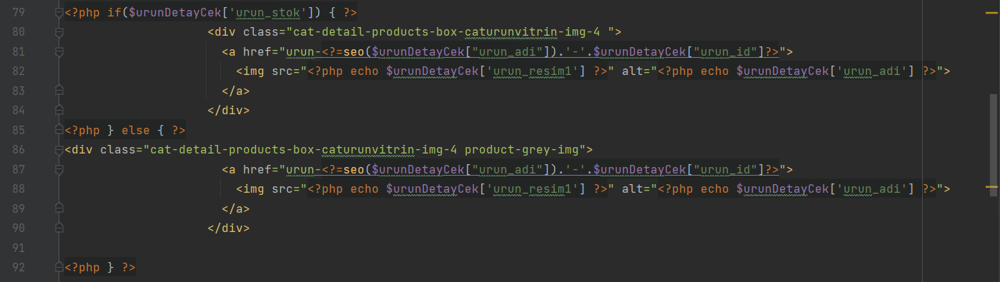 79 <?php if($urunDetayCek['urun_stok']) { ?>
80 <div class="cat-detail-products-box-caturunvitrin-img-4 ">
81 <a href="urun-<?=seo($urunDetayCek["urun_adi"]).'-'.$urunDetayCek["urun_id"]?>">
82 <img src="<?php echo $urunDetayCek['urun_resim1'] ?>" alt="<?php echo $urunDetayCek['urun_adi'] ?>">
83 </a>
84 </div>
85 <?php } else { ?>
86 <div class="cat-detail-products-box-caturunvitrin-img-4 product-grey-img">
87 <a href="urun-<?=seo($urunDetayCek["urun_adi"]).'-'.$urunDetayCek["urun_id"]?>">
88 <img src="<?php echo $urunDetayCek['urun_resim1'] ?>" alt="<?php echo $urunDetayCek['urun_adi'] ?>">
89 </a>
90 </div>
91
92 <?php } ?>